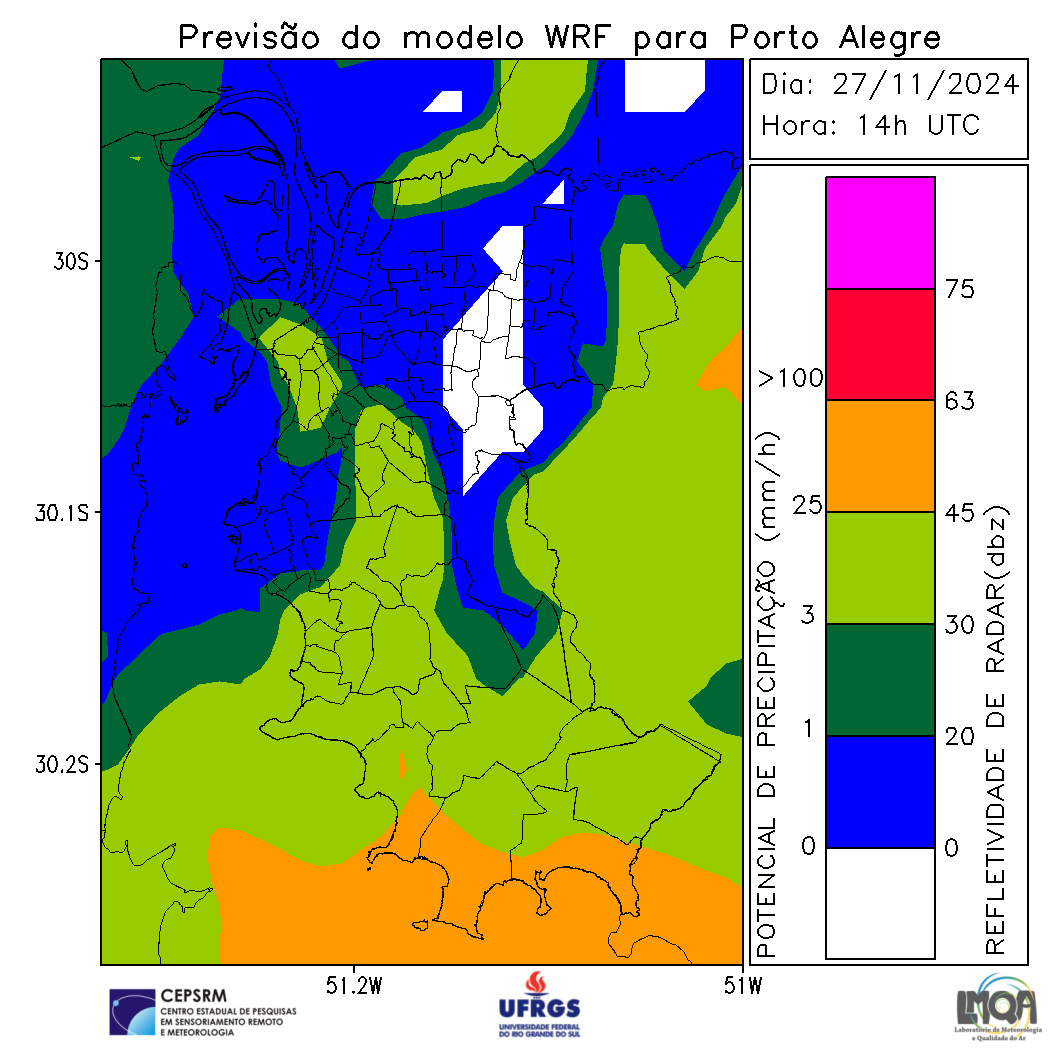 Previsão do modelo WRF para Porto Alegre
Dia: 27/11/2024
Hora: 14h UTC
30S
30.1S
30.2S
51.2W
51W
POTENCIAL DE PRECIPITAÇÃO (mm/h)
>100
25
3
1
0
75
63
45
30
20
0
REFLETIVIDADE DE RADAR(dbz)
CEPSRM
CENTRO ESTADUAL DE PESQUISAS
EM SENSORIAMENTO REMOTO
E METEOROLOGIA
UFRGS
UNIVERSIDADE FEDERAL
DO RIO GRANDE DO SUL
LMQA
Laboratório de Meteorologia
e Qualidade do Ar